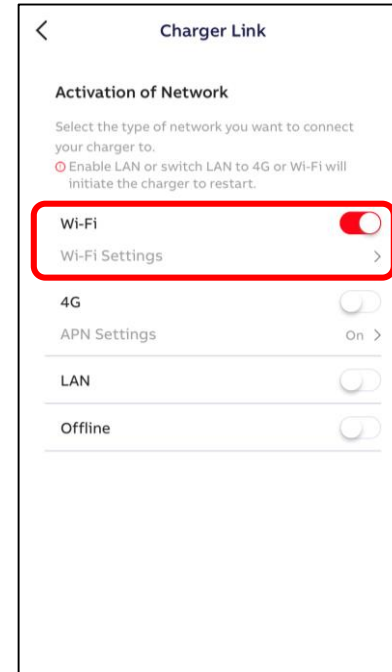 Charger Link
Activation of Network
Select the type of network you want to connect
your charger to.
Enable LAN or switch LAN to 4G or Wi-Fi will
initiate the charger to restart.
Wi-Fi
Wi-Fi Settings
4G
APN Settings On
LAN
Offline